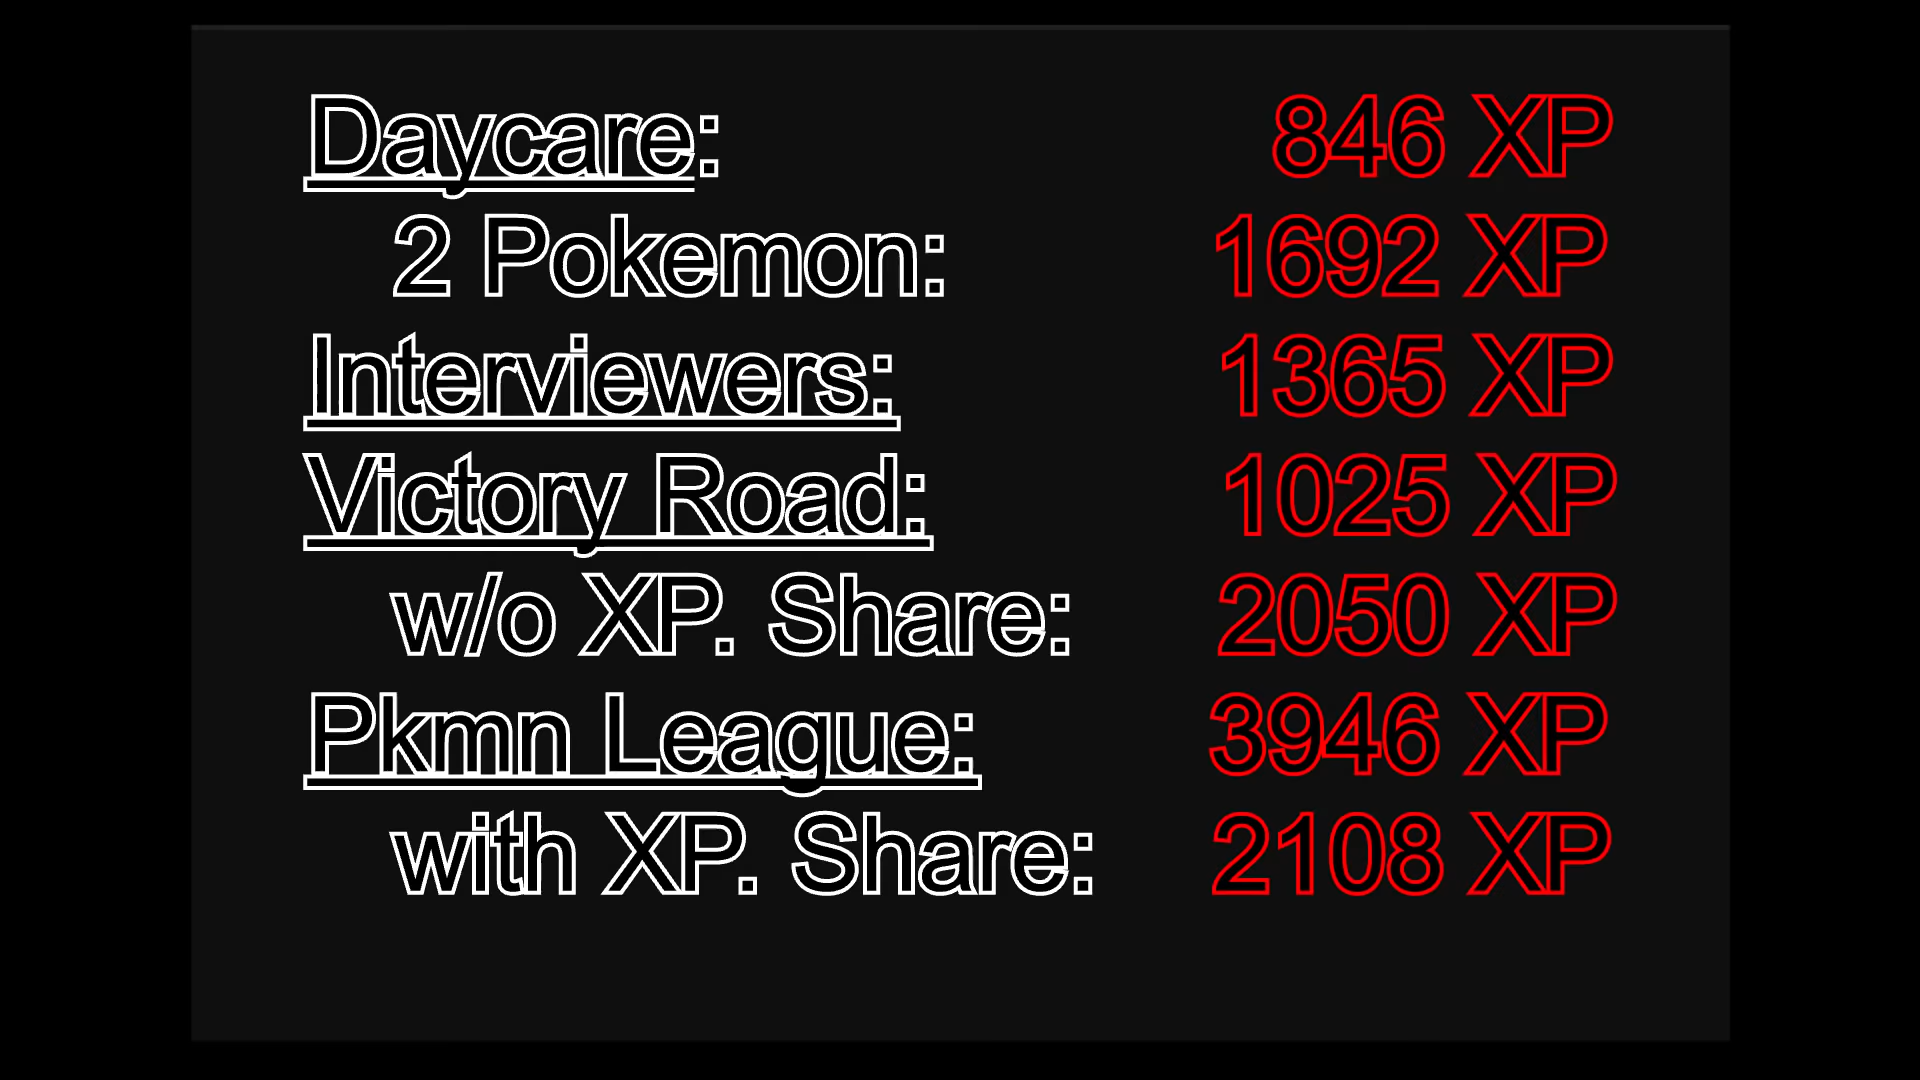 Daycare: 846 XP
2 Pokemon: 1692 XP
Interviewers: 1365 XP
Victory Road: 1025 XP
w/o XP. Share: 2050 XP
Pkmn League: 3946 XP
with XP. Share: 2108 XP